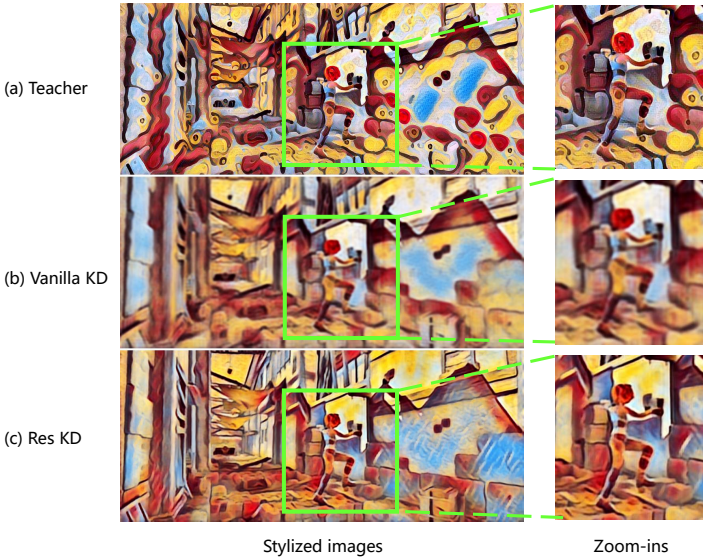 (a) Teacher
(b) Vanilla KD
(c) Res KD
Stylized images
Zoom-ins